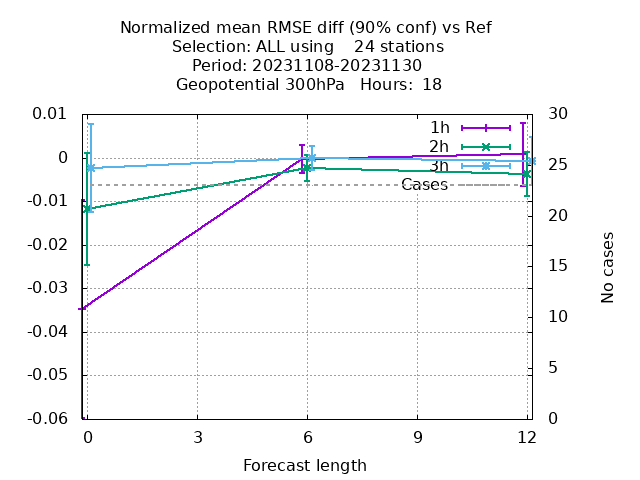 Normalized mean RMSE diff (90% conf) vs Ref
Selection: ALL using    24 stations
Period: 20231108-20231130
Geopotential 300hPa   Hours:  18
0.01
0
-0.01
-0.02
-0.03
-0.04
-0.05
-0.06
30
25
20
15
10
5
0
1h
2h
3h
Cases
No cases
0
3
6
9
12
Forecast length